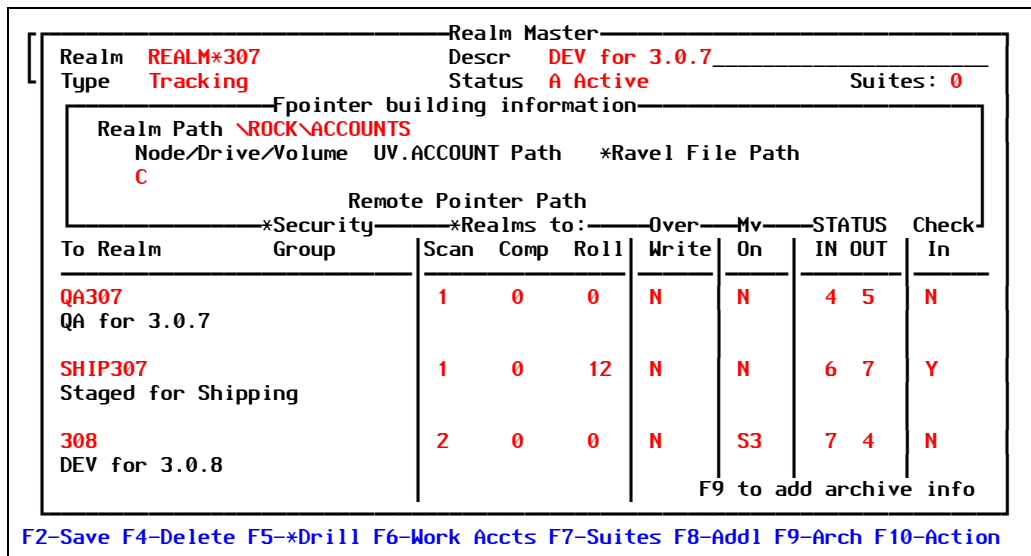 Realm Master
Realm REALM*307 Descr DEV for 3.0.7
Type Tracking Status A Active Suites: 0
Fpointer building information
Realm Path \ROCK\ACCOUNTS
Node/Drive/Volume UV.ACCOUNT Path *Ravel File Path
C
Remote Pointer Path
*Security *Realms to: Over Mv STATUS Check
To Realm Group Scan Comp Roll Write On IN OUT In
QA307 1 0 0 N N 4 5 N
QA for 3.0.7
SHIP307 1 0 12 N N 6 7 Y
Staged for Shipping
308 2 0 0 N S3 7 4 N
DEV for 3.0.8
F9 to add archive info
F2-Save F4-Delete F5-*Drill F6-Work Accts F7-Suites F8-Addl F9-Arch F10-Action